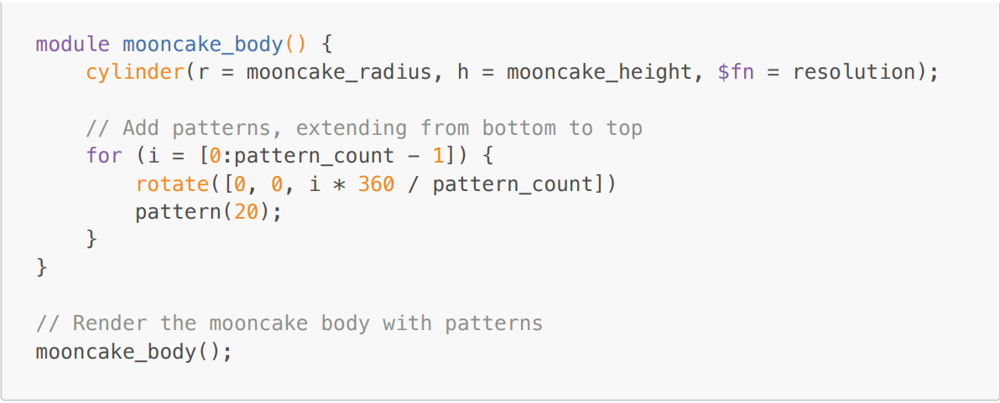 module mooncake_body() {
    cylinder(r = mooncake_radius, h = mooncake_height, $fn = resolution);

    // Add patterns, extending from bottom to top
    for (i = [0:pattern_count − 1]) {
        rotate([0, 0, i * 360 / pattern_count])
        pattern(20);
    }
}

// Render the mooncake body with patterns
mooncake_body();